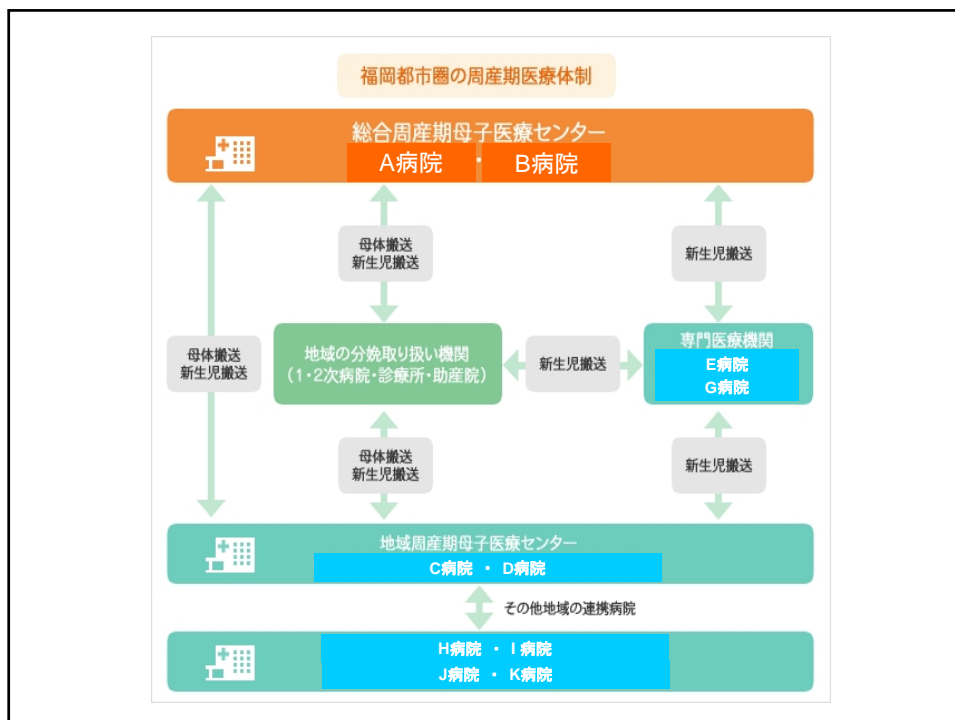 福岡都市圏の周産期医療体制
総合周産期母子医療センター
A病院 ・ B病院
母体搬送
新生児搬送
新生児搬送
母体搬送
新生児搬送
地域の分娩取り扱い機関
（1・2次病院・診療所・助産院）
新生児搬送
専門医療機関
E病院
G病院
母体搬送
新生児搬送
新生児搬送
地域周産期母子医療センター
C病院 ・ D病院
その他地域の連携病院
H病院 ・ I 病院
J病院 ・ K病院